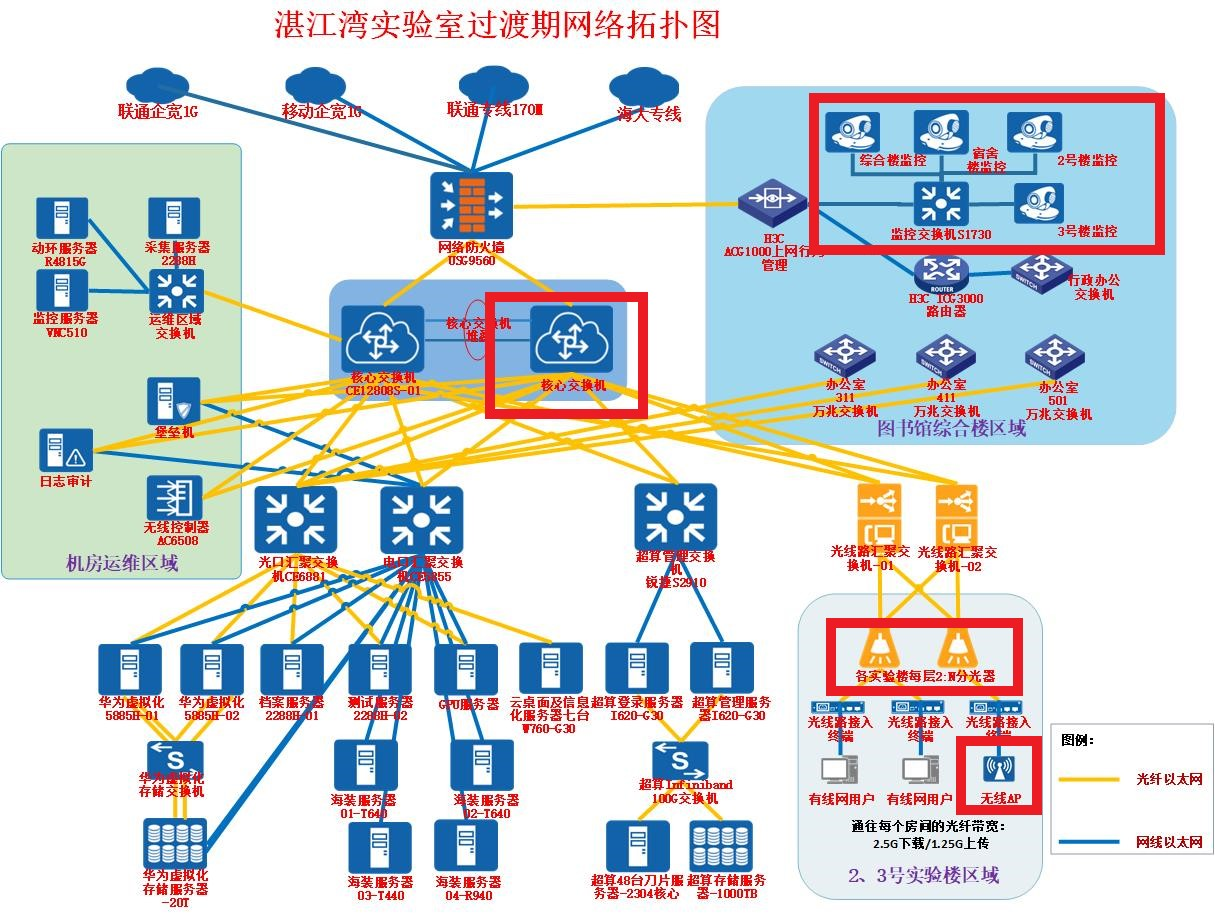 湛江湾实验室过渡期网络拓扑图
联通企宽1G
移动企宽1G
联通专线170M
海大专线
网络防火墙
USG9560
H3C
ACG1000上网行为
管理
综合楼监控
宿舍
楼监控
2号楼监控
监控交换机S1730
3号楼监控
ROUTER
H3C ICG3000
路由器
SWITCH
行政办公
交换机
SWITCH
办公室
311
万兆交换机
SWITCH
办公室
411
万兆交换机
SWITCH
办公室
501
万兆交换机
图书馆综合楼区域
动环服务器
R4815G
采集服务器
2288H
监控服务器
VMC510
运维区域
交换机
堡垒机
日志审计
无线控制器
AC6508
机房运维区域
核心交换机
堆叠
核心交换机
CE12808S-01
核心交换机
光口汇聚交换
机CE6881
电口汇聚交换
机CE5855
超算管理交换
机
锐捷S2910
光线路汇聚交
换机-01
光线路汇聚交
换机-02
华为虚拟化
5885H-01
华为虚拟化
5885H-02
档案服务器
2288H-01
测试服务器
2288H-02
GPU服务器
云桌面及信息
化服务器七台
W760-G30
超算登录服务器
I620-G30
超算管理服务
器I620-G30
S
华为虚拟化
存储交换机
华为虚拟化
存储服务器
-20T
海装服务器
01-T640
海装服务器
02-T640
海装服务器
03-T440
海装服务器
04-R940
S
超算Infiniband
100G交换机
超算48台刀片服
务器-2304核心
超算存储服务
器-1000TB
各实验楼每层2:N分光器
光线路接入
终端
光线路接入
终端
光线路接入
终端
有线网用户
有线网用户
无线AP
通往每个房间的光纤带宽：
2.5G下载/1.25G上传
2、3号实验楼区域
图例：
光纤以太网
网线以太网